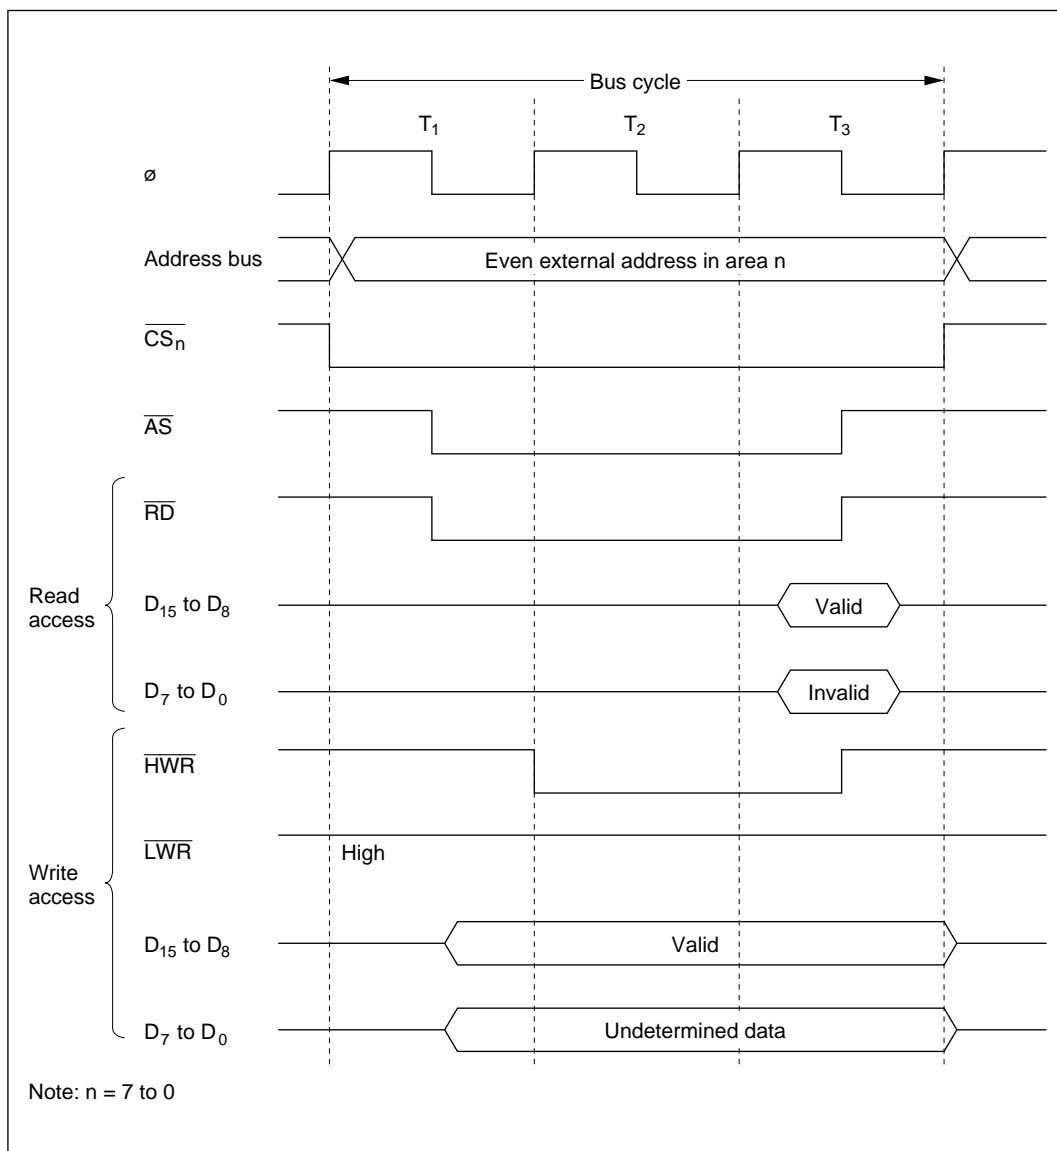 Bus cycle
T1 T2 T3
ø
Address bus Even external address in area n
CSn
AS
RD
Read access
D15 to D8 Valid
D7 to D0 Invalid
HWR
LWR High
Write access
D15 to D8 Valid
D7 to D0 Undetermined data
Note: n = 7 to 0